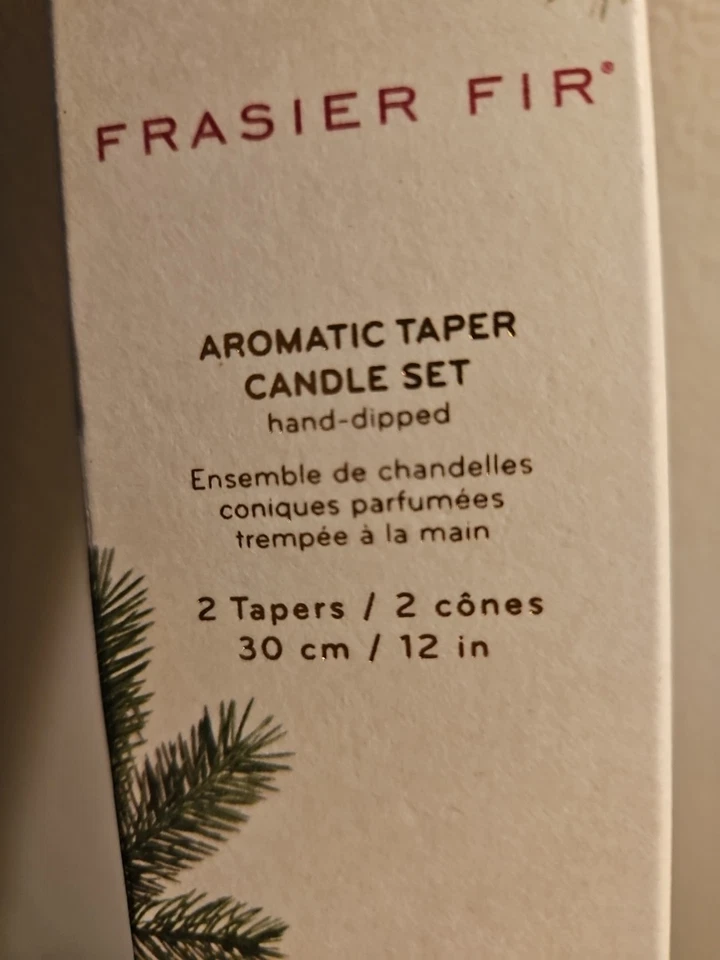 FRASIER FIR®
AROMATIC TAPER
CANDLE SET
hand-dipped
Ensemble de chandelles
coniques parfumées
trempée à la main
2 Tapers / 2 cônes
30 cm / 12 in